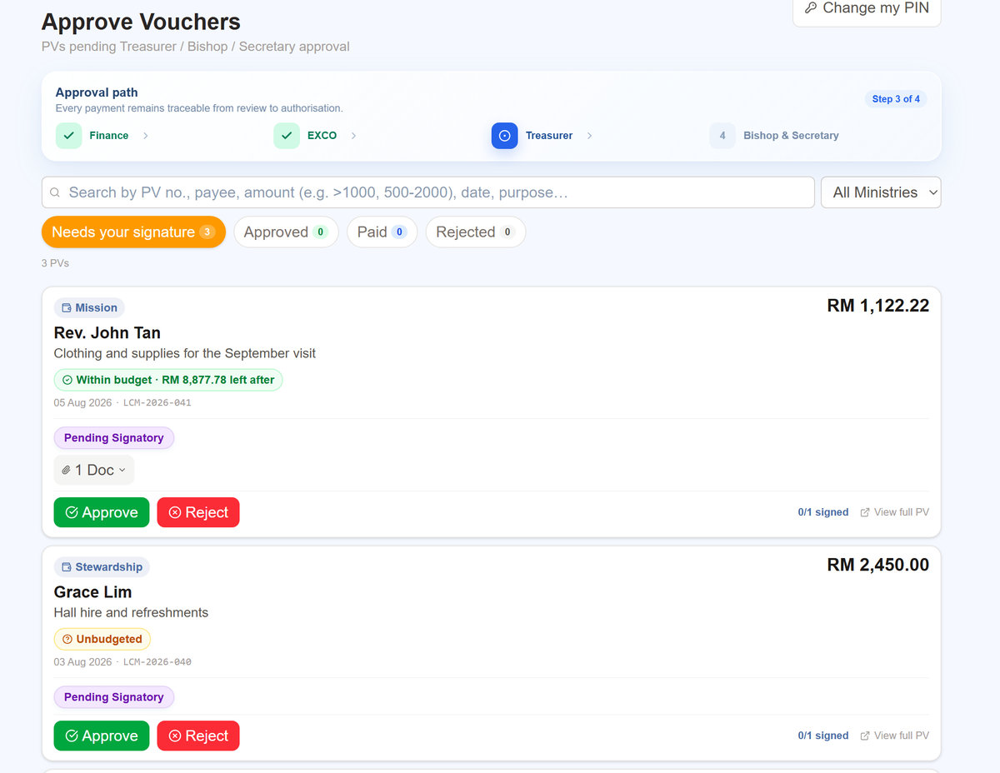 Approve Vouchers
Change my PIN
PVs pending Treasurer / Bishop / Secretary approval
Approval path
Every payment remains traceable from review to authorisation.
Step 3 of 4
Finance
EXCO
Treasurer
4 Bishop & Secretary
Search by PV no., payee, amount (e.g. >1000, 500-2000), date, purpose…
All Ministries
Needs your signature 3
Approved 0
Paid 0
Rejected 0
3 PVs
Mission
RM 1,122.22
Rev. John Tan
Clothing and supplies for the September visit
Within budget · RM 8,877.78 left after
05 Aug 2026 · LCM-2026-041
Pending Signatory
1 Doc
Approve
Reject
0/1 signed
View full PV
Stewardship
RM 2,450.00
Grace Lim
Hall hire and refreshments
Unbudgeted
03 Aug 2026 · LCM-2026-040
Pending Signatory
Approve
Reject
0/1 signed
View full PV